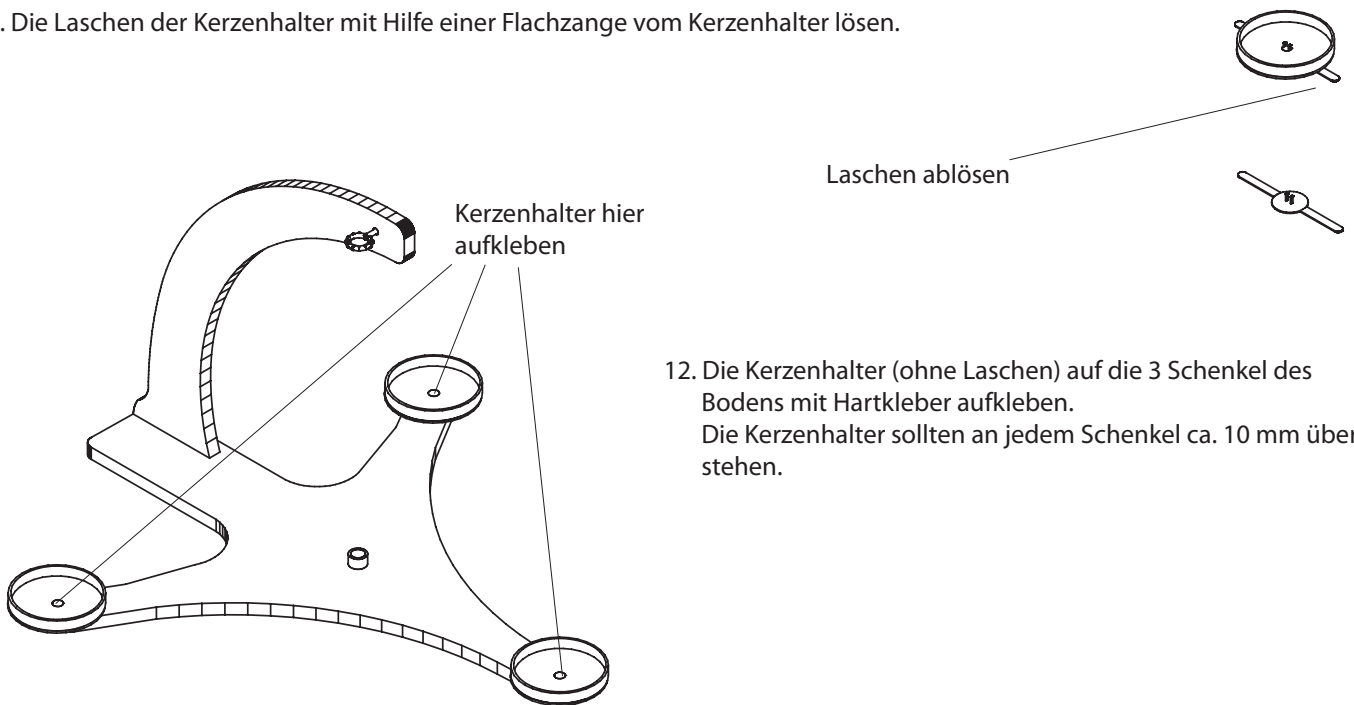 . Die Laschen der Kerzenhalter mit Hilfe einer Flachzange vom Kerzenhalter lösen.
Laschen ablösen
Kerzenhalter hier
aufkleben
12. Die Kerzenhalter (ohne Laschen) auf die 3 Schenkel des
Bodens mit Hartkleber aufkleben.
Die Kerzenhalter sollten an jedem Schenkel ca. 10 mm über
stehen.